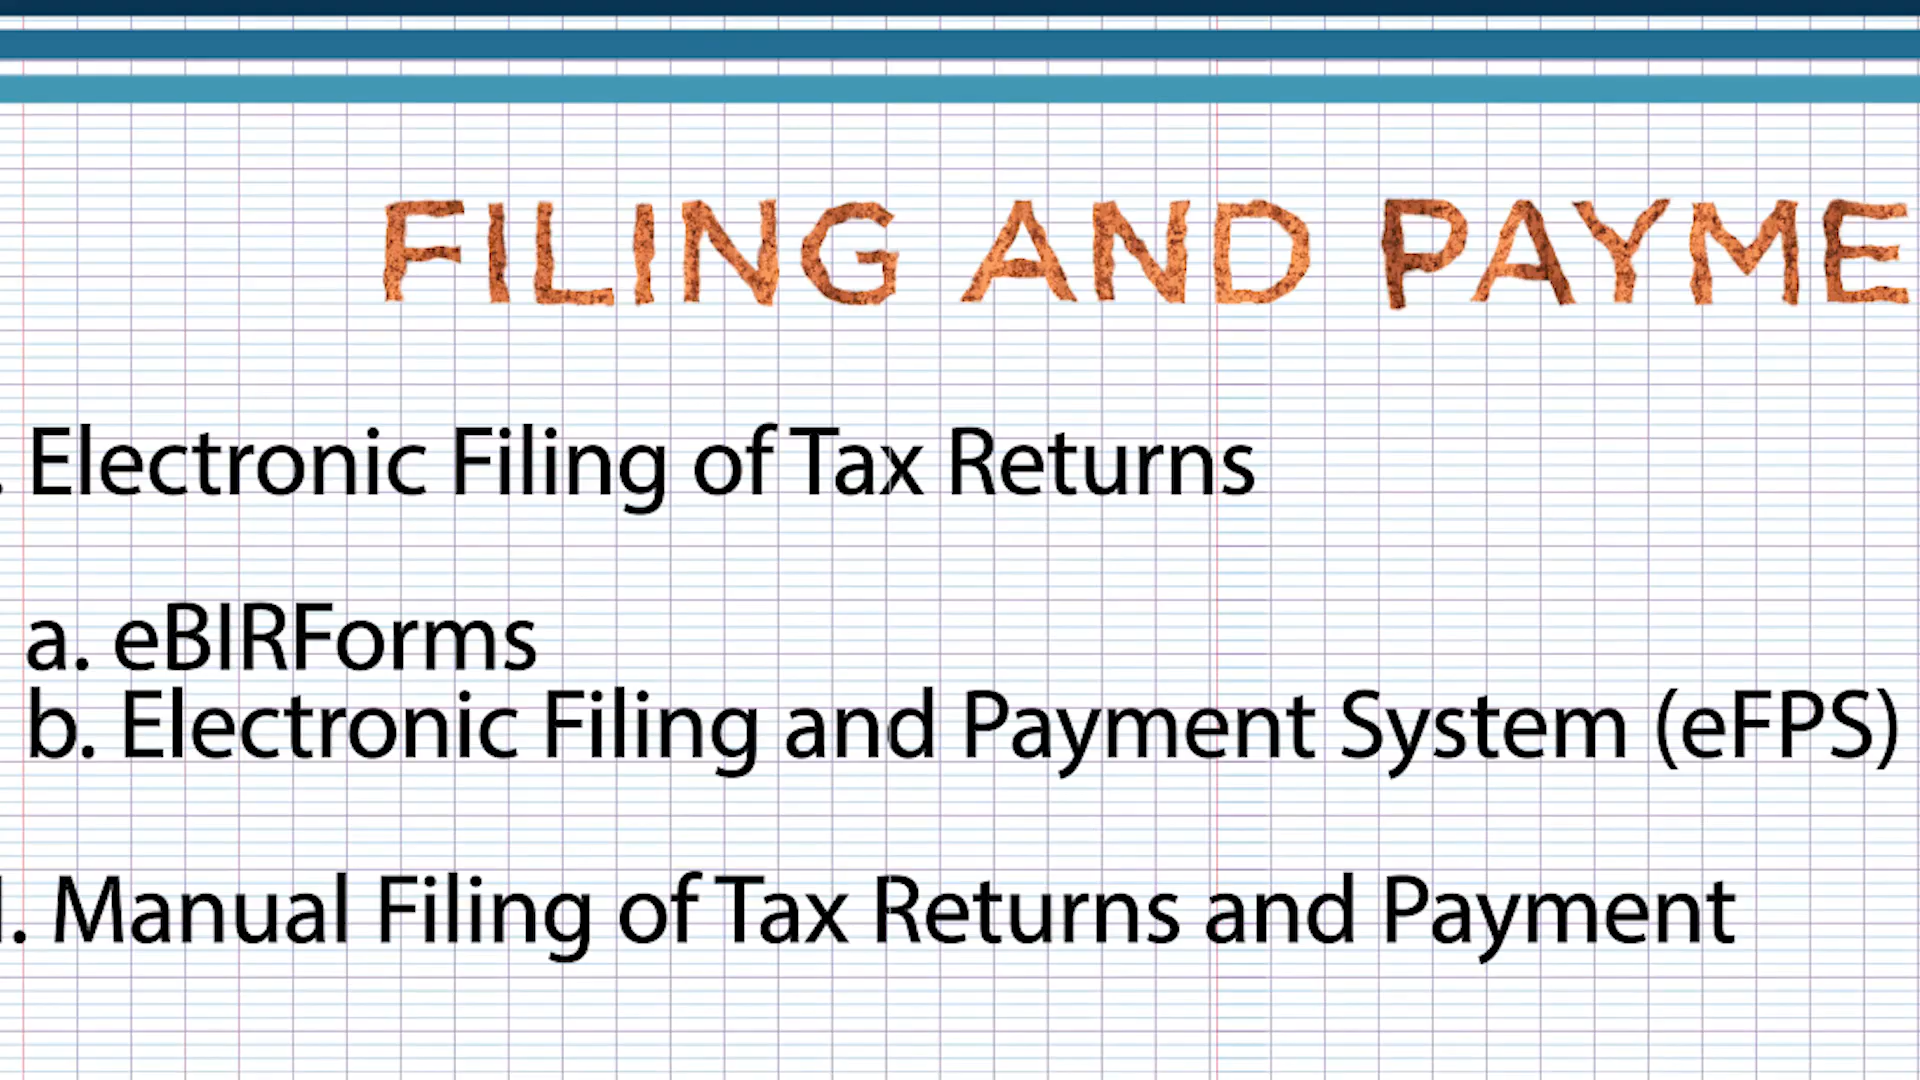 FILING AND PAYME
. Electronic Filing of Tax Returns
a. eBIRForms
b. Electronic Filing and Payment System (eFPS)
. Manual Filing of Tax Returns and Payment